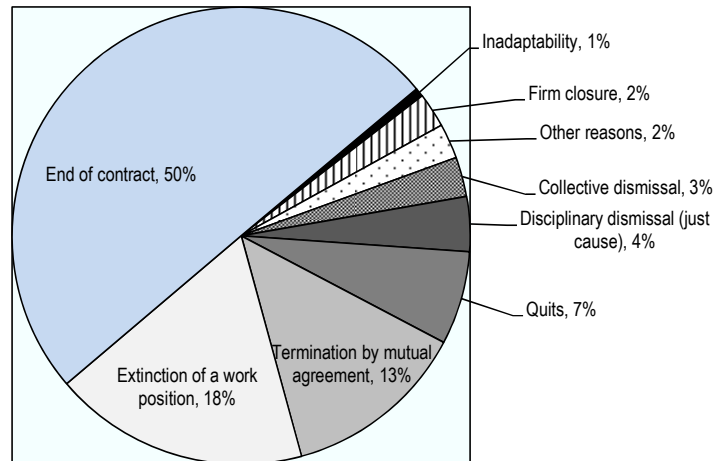 Inadaptability, 1%
Firm closure, 2%
Other reasons, 2%
End of contract, 50%
Collective dismissal, 3%
Disciplinary dismissal (just
cause), 4%
Quits, 7%
Termination by mutual
agreement, 13%
Extinction of a work
position, 18%